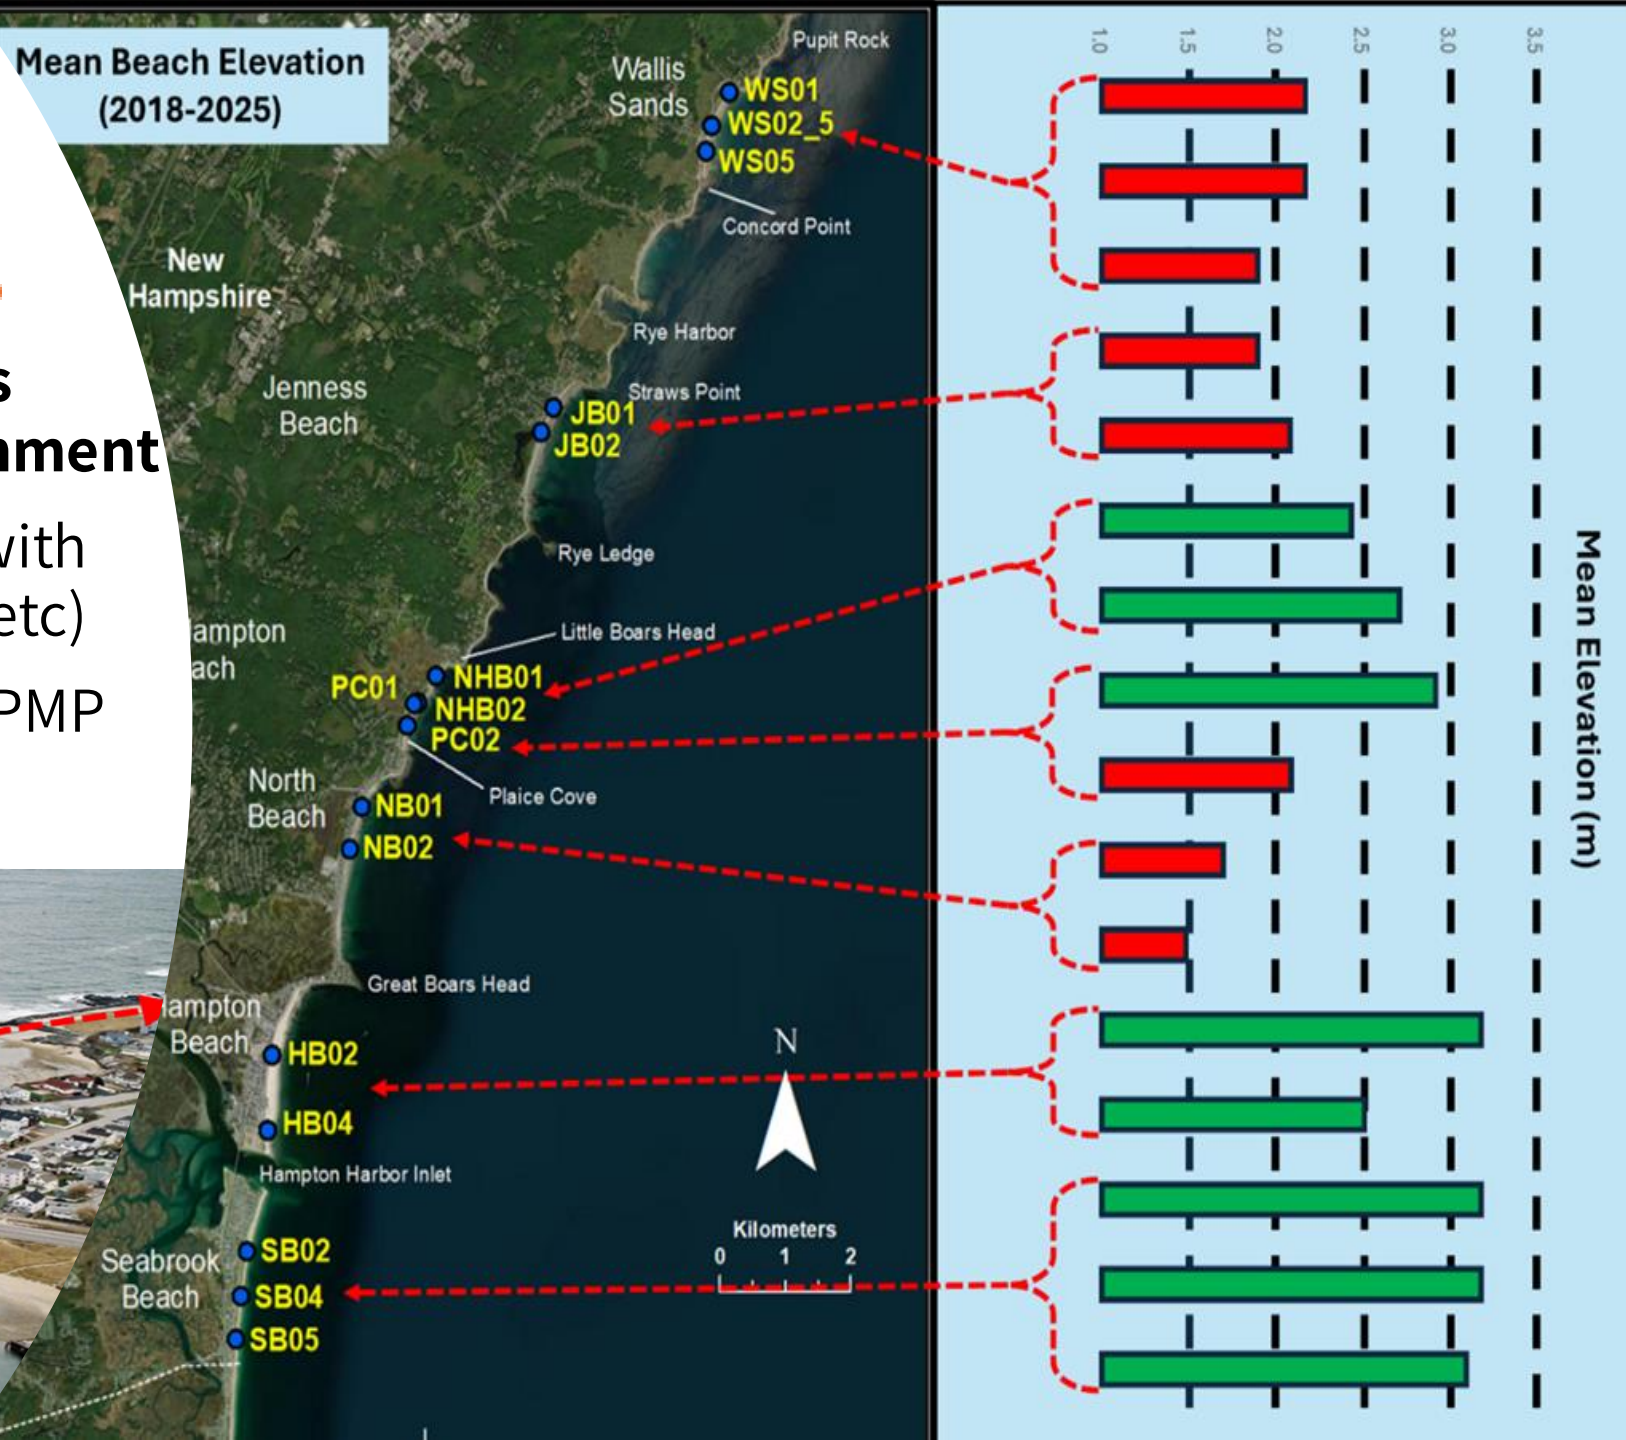 Mean Beach Elevation
(2018-2025)
Pupit Rock
Wallis
Sands
WS01
WS02_5
WS05
Concord Point
New
Hampshire
Rye Harbor
Straws Point
Jenness
Beach
JB01
JB02
Rye Ledge
s
nment
with
etc)
PMP
ampton
ach
Little Boars Head
NHB01
PC01
NHB02
PC02
Plaice Cove
North
Beach
NB01
NB02
Great Boars Head
ampton
Beach
HB02
HB04
Hampton Harbor Inlet
Seabrook
Beach
SB02
SB04
SB05
N
Kilometers
0 1 2
1.0 1.5 2.0 2.5 3.0 3.5
Mean Elevation (m)